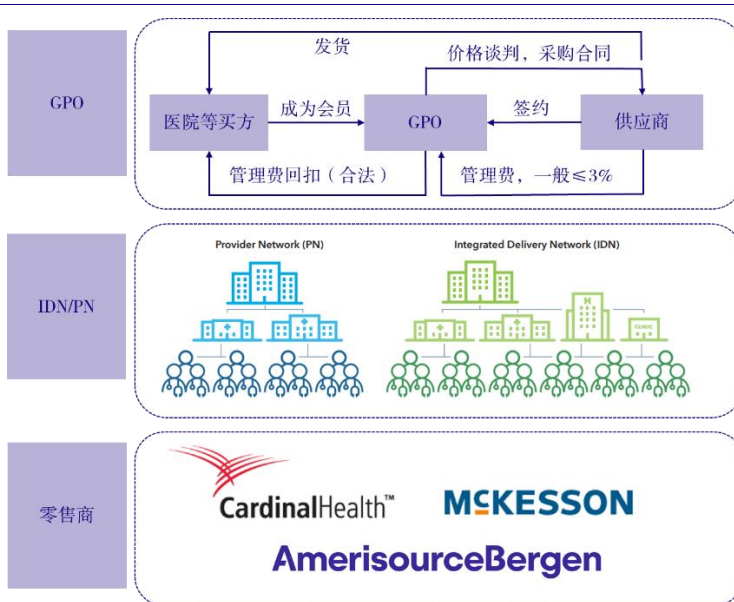 GPO
发货
价格谈判，采购合同
医院等买方
成为会员
GPO
签约
供应商
管理费回扣（合法）
管理费，一般≤3%
IDN/PN
Provider Network (PN)
Integrated Delivery Network (IDN)
H
CLINIC
零售商
CardinalHealth™
MCKESSON
AmerisourceBergen